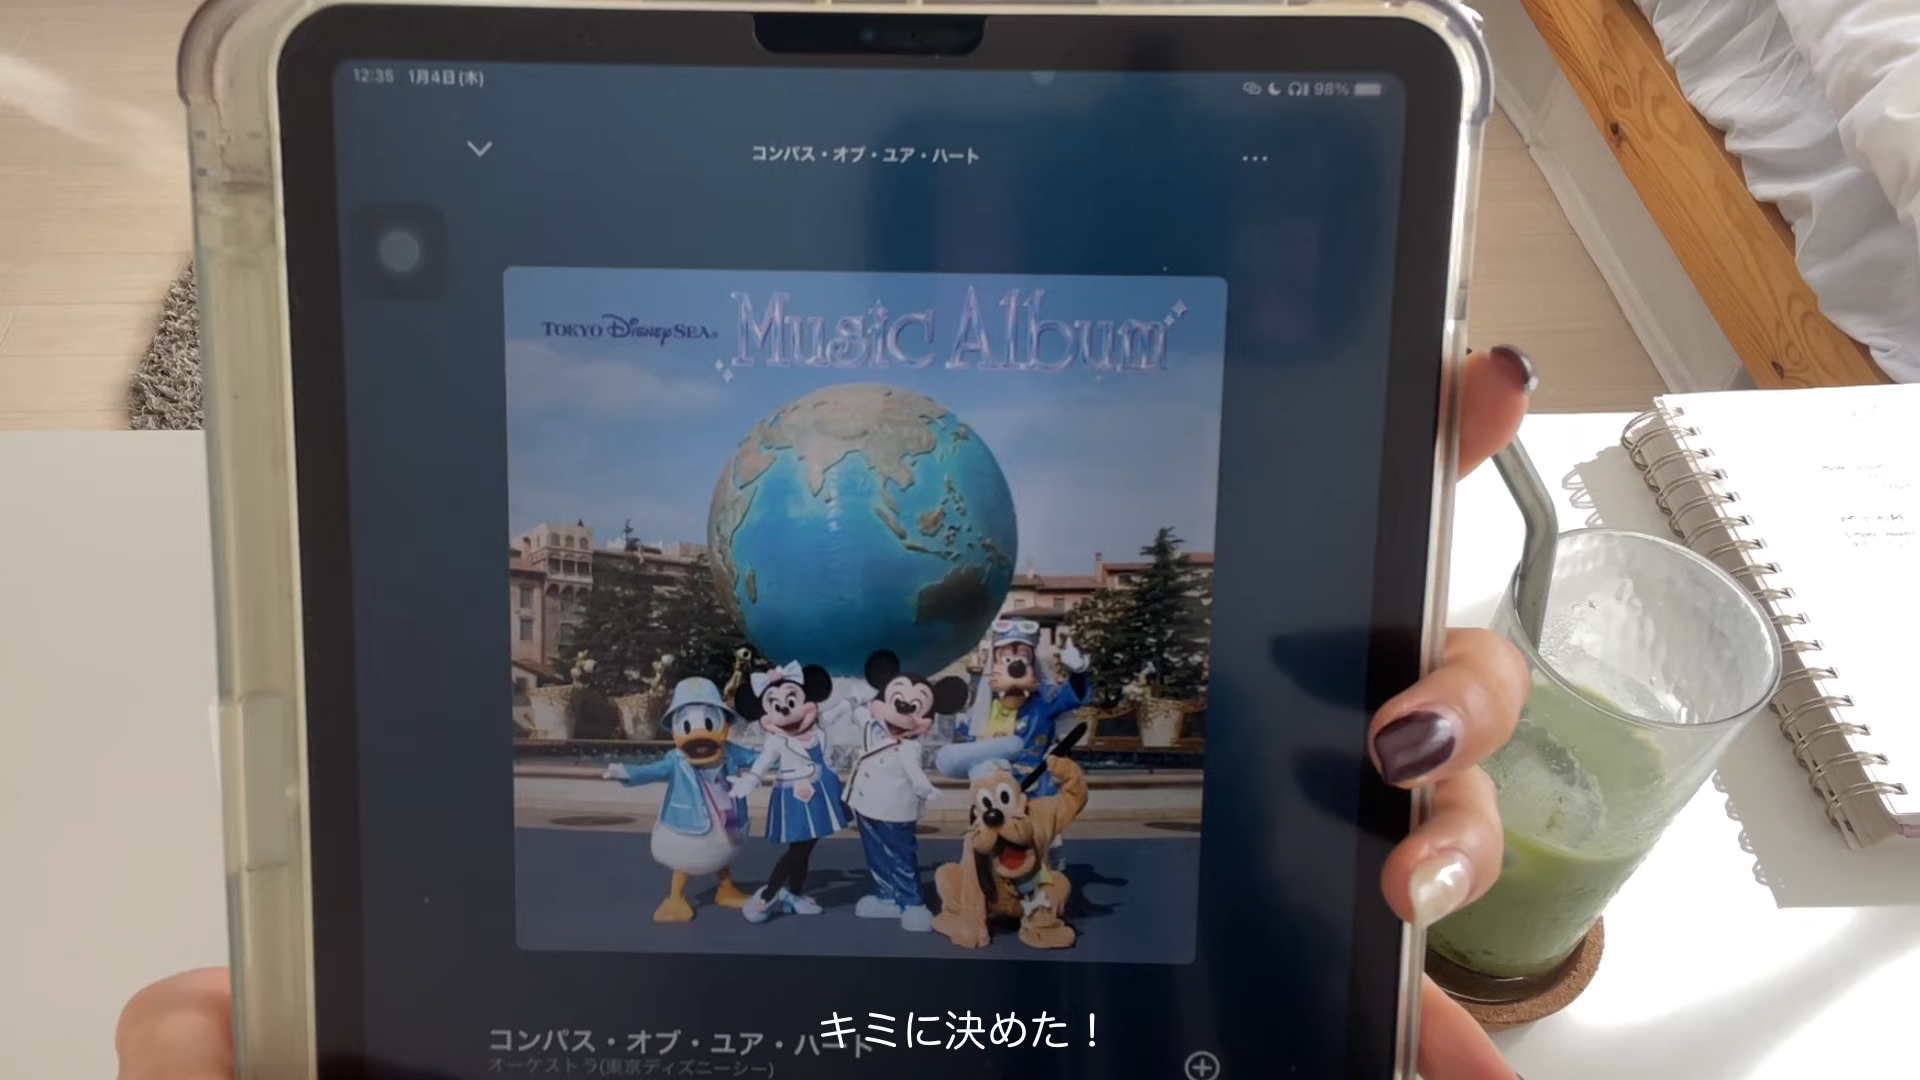 12:35 1月4日(木)
98%
コンパス・オブ・ユア・ハート
TOKYO DISNEYSEA® Music Album
コンパス・オブ・ユア・ハート
キミに決めた！
オーケストラ(東京ディズニーシー)